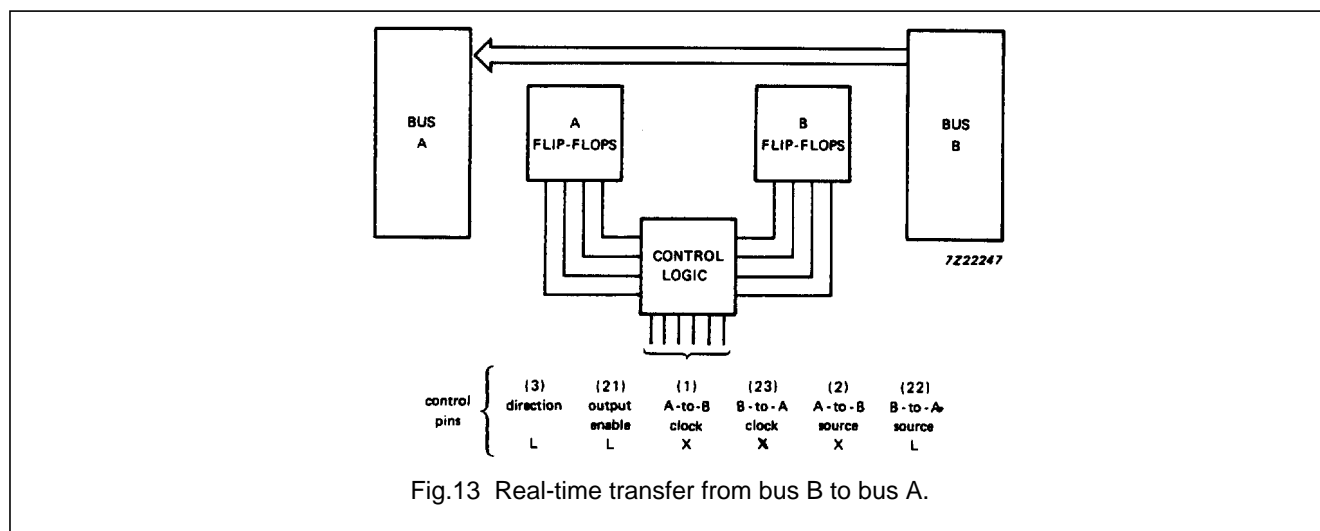 BUS
A
A
FLIP-FLOPS
B
FLIP-FLOPS
BUS
B
CONTROL
LOGIC
7Z22247
control
pins
(3) (21) (1) (23) (2) (22)
direction output A-to-B B-to-A A-to-B B-to-A
enable clock clock source source
L L X X X L
Fig.13 Real-time transfer from bus B to bus A.